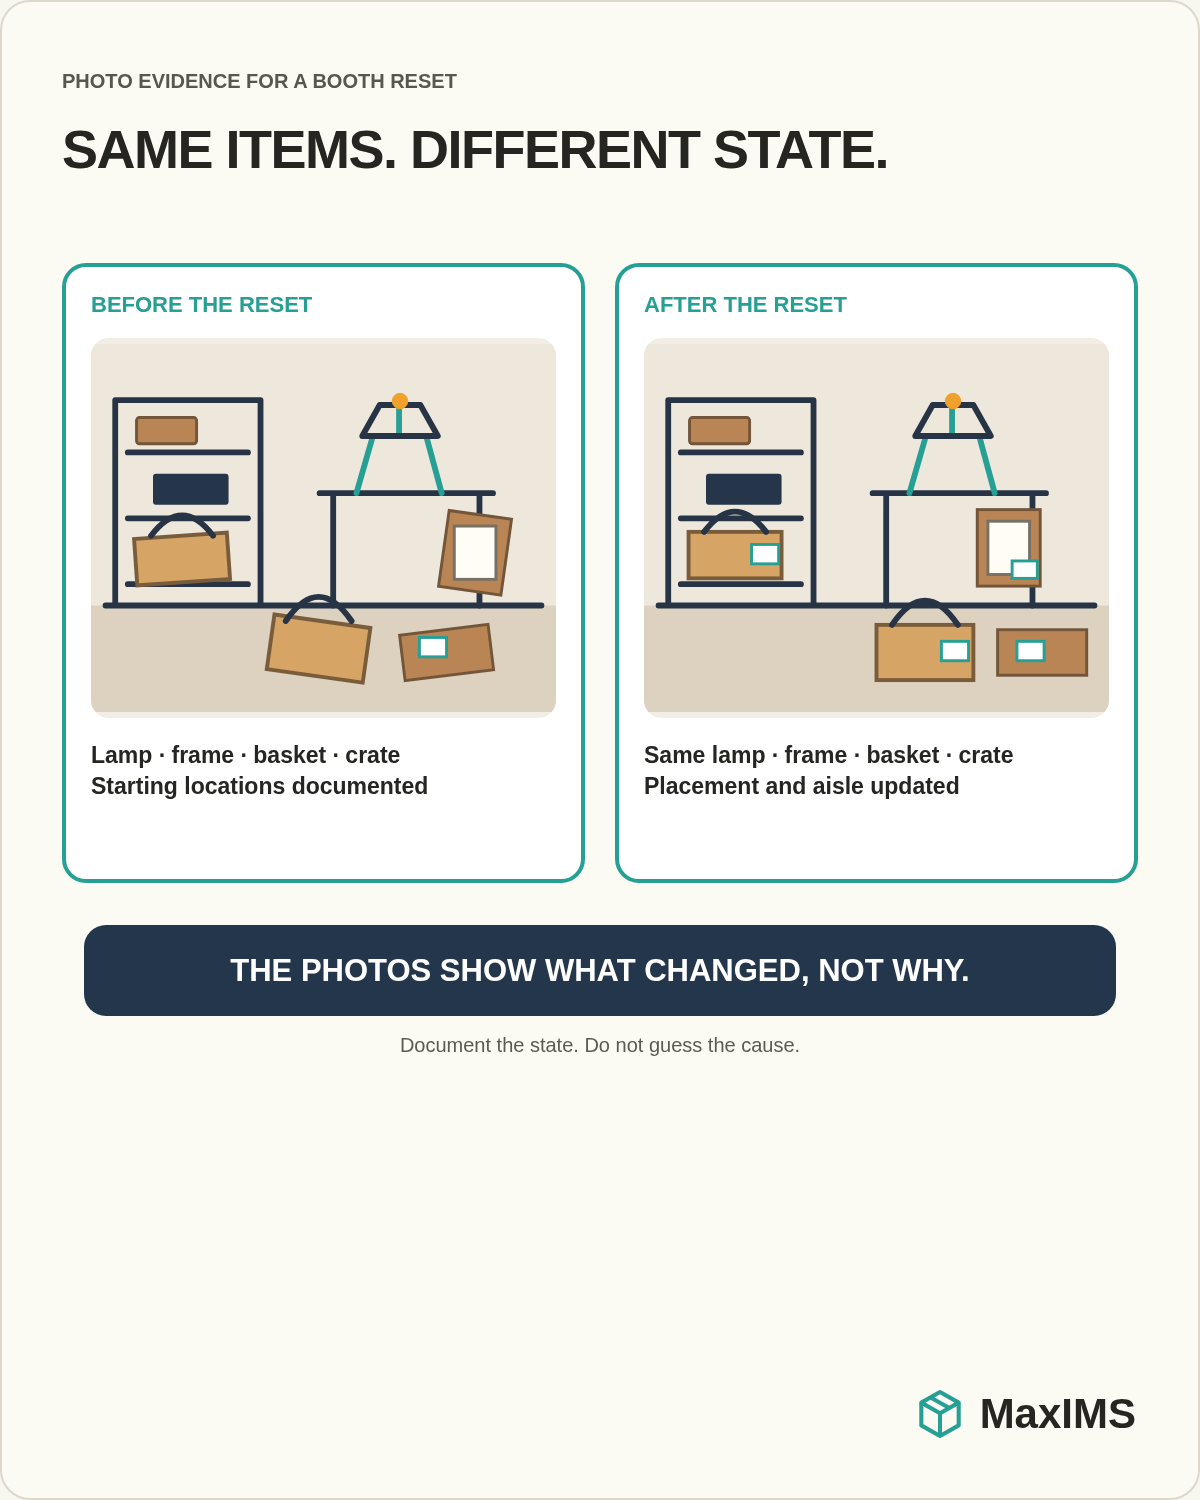 PHOTO EVIDENCE FOR A BOOTH RESET
SAME ITEMS. DIFFERENT STATE.
BEFORE THE RESET
Lamp · frame · basket · crate
Starting locations documented
AFTER THE RESET
Same lamp · frame · basket · crate
Placement and aisle updated
THE PHOTOS SHOW WHAT CHANGED, NOT WHY.
Document the state. Do not guess the cause.
MaxIMS